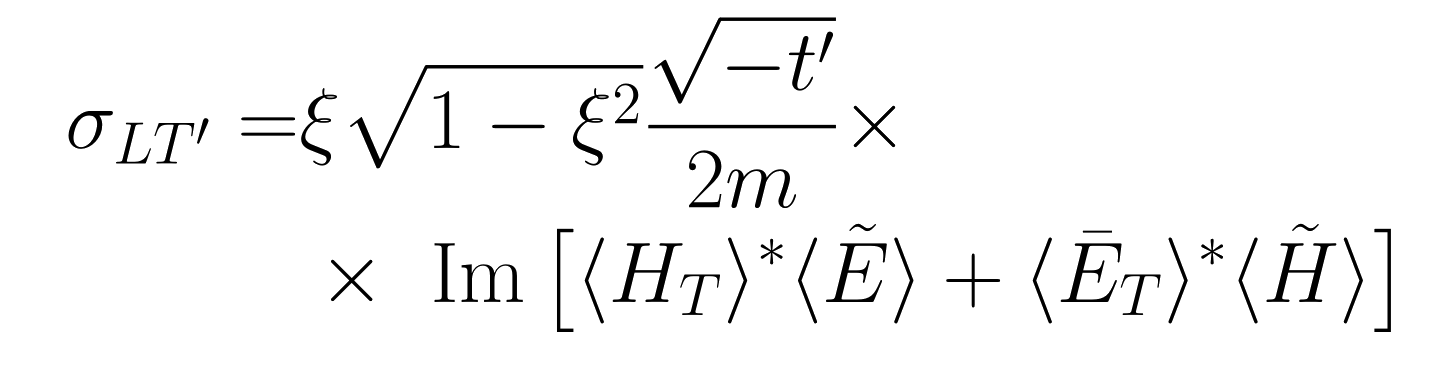 σ_{LT′} = ξ√(1 − ξ²) √(−t′)/(2m) ×
× Im [⟨H_T⟩*⟨Ẽ⟩ + ⟨Ē_T⟩*⟨H̃⟩]